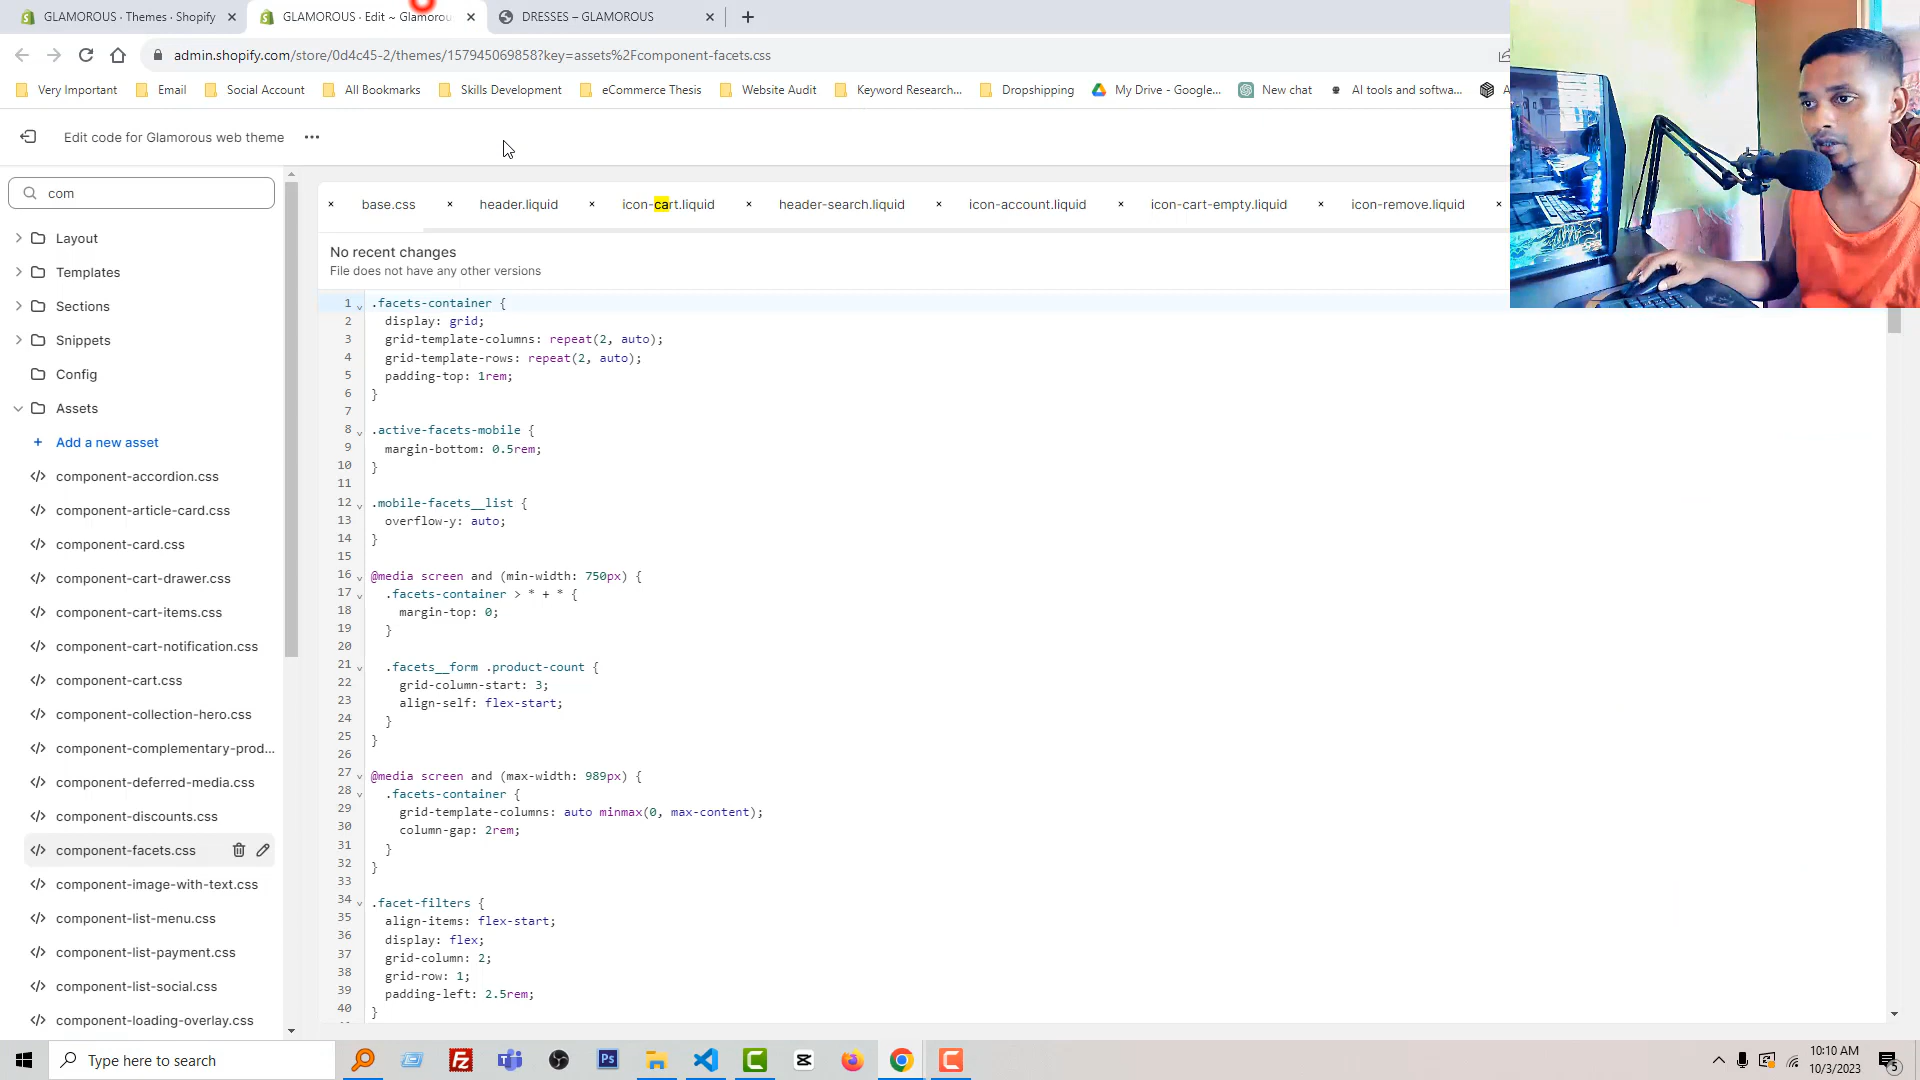 GLAMOROUS · Themes · Shopify
GLAMOROUS · Edit ~ Glamorou
DRESSES – GLAMOROUS
admin.shopify.com/store/0d4c45-2/themes/157945069858?key=assets%2Fcomponent-facets.css
Very Important Email Social Account All Bookmarks Skills Development eCommerce Thesis Website Audit Keyword Research... Dropshipping My Drive - Google... New chat AI tools and softwa...
Edit code for Glamorous web theme ...
com
Layout
Templates
Sections
Snippets
Config
Assets
+ Add a new asset
component-accordion.css
component-article-card.css
component-card.css
component-cart-drawer.css
component-cart-items.css
component-cart-notification.css
component-cart.css
component-collection-hero.css
component-complementary-prod...
component-deferred-media.css
component-discounts.css
component-facets.css
component-image-with-text.css
component-list-menu.css
component-list-payment.css
component-list-social.css
component-loading-overlay.css
× base.css × header.liquid × icon-cart.liquid × header-search.liquid × icon-account.liquid × icon-cart-empty.liquid × icon-remove.liquid ×
No recent changes
File does not have any other versions
1 .facets-container {
2 display: grid;
3 grid-template-columns: repeat(2, auto);
4 grid-template-rows: repeat(2, auto);
5 padding-top: 1rem;
6 }
7
8 .active-facets-mobile {
9 margin-bottom: 0.5rem;
10 }
11
12 .mobile-facets__list {
13 overflow-y: auto;
14 }
15
16 @media screen and (min-width: 750px) {
17 .facets-container > * + * {
18 margin-top: 0;
19 }
20
21 .facets__form .product-count {
22 grid-column-start: 3;
23 align-self: flex-start;
24 }
25 }
26
27 @media screen and (max-width: 989px) {
28 .facets-container {
29 grid-template-columns: auto minmax(0, max-content);
30 column-gap: 2rem;
31 }
32 }
33
34 .facet-filters {
35 align-items: flex-start;
36 display: flex;
37 grid-column: 2;
38 grid-row: 1;
39 padding-left: 2.5rem;
40 }
Type here to search
Ps
10:10 AM
10/3/2023
5